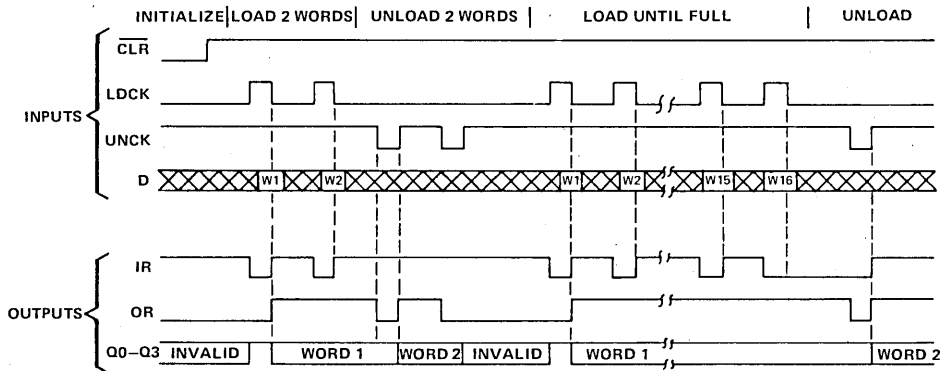 INITIALIZE LOAD 2 WORDS UNLOAD 2 WORDS LOAD UNTIL FULL UNLOAD
CLR
LDCK
INPUTS
UNCK
D W1 W2 W1 W2 W15 W16
IR
OUTPUTS
OR
Q0–Q3 INVALID WORD 1 WORD 2 INVALID WORD 1 WORD 2